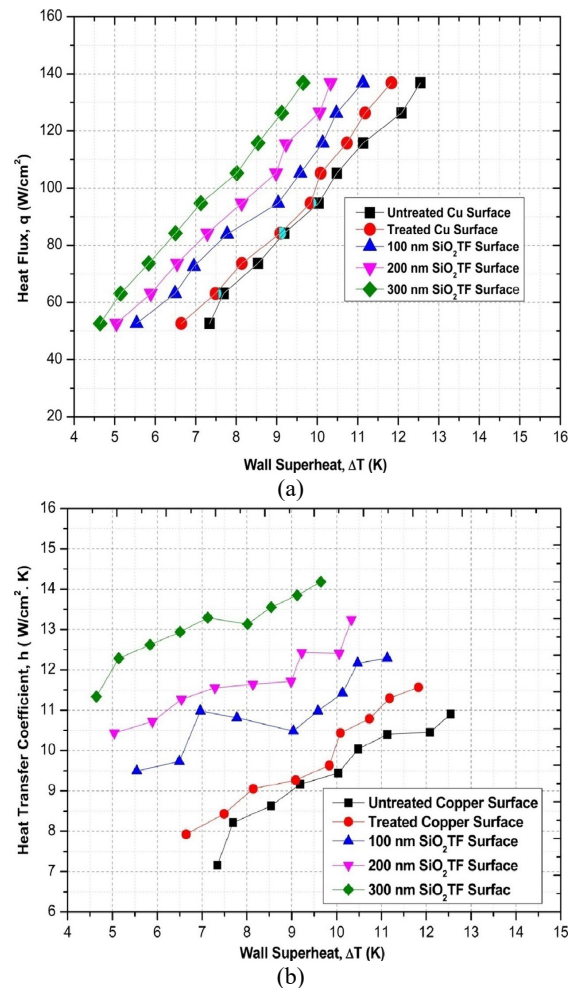 (a)
160
140
120
100
80
60
40
20
4 5 6 7 8 9 10 11 12 13 14 15 16
Heat Flux, q (W/cm²)
Wall Superheat, ΔT (K)
Untreated Cu Surface
Treated Cu Surface
100 nm SiO₂TF Surface
200 nm SiO₂TF Surface
300 nm SiO₂TF Surface
(a)
16
15
14
13
12
11
10
9
8
7
6
4 5 6 7 8 9 10 11 12 13 14 15
Heat Transfer Coefficient, h ( W/cm². K)
Wall Superheat, ΔT (K)
Untreated Copper Surface
Treated Copper Surface
100 nm SiO₂TF Surface
200 nm SiO₂TF Surface
300 nm SiO₂TF Surfac
(b)